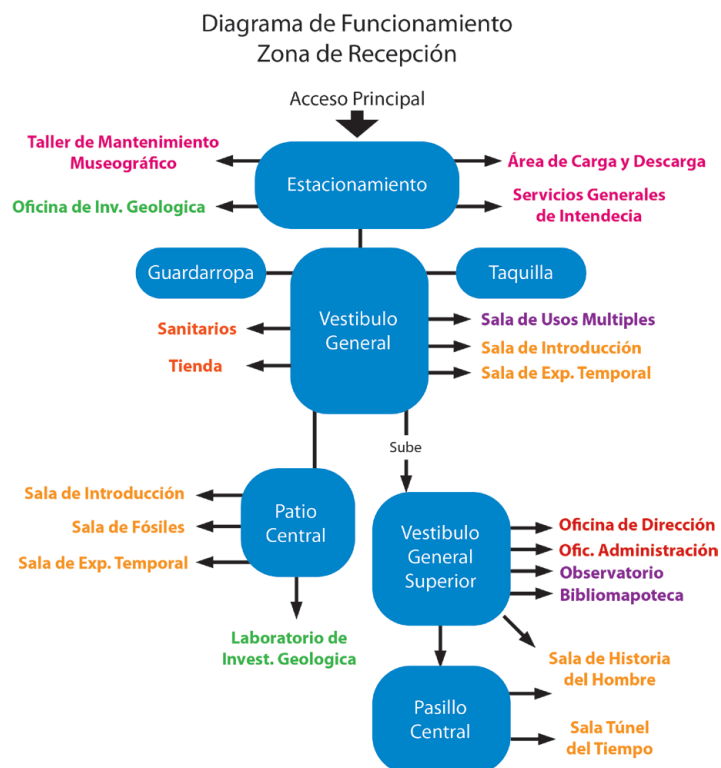 Diagrama de Funcionamiento
Zona de Recepción
Acceso Principal
Taller de Mantenimiento
Museográfico
Oficina de Inv. Geologica
Estacionamiento
Área de Carga y Descarga
Servicios Generales
de Intendecia
Guardarropa
Taquilla
Sanitarios
Tienda
Vestibulo
General
Sala de Usos Multiples
Sala de Introducción
Sala de Exp. Temporal
Sube
Sala de Introducción
Sala de Fósiles
Sala de Exp. Temporal
Patio
Central
Laboratorio de
Invest. Geologica
Vestibulo
General
Superior
Oficina de Dirección
Ofic. Administración
Observatorio
Bibliomapoteca
Sala de Historia
del Hombre
Pasillo
Central
Sala Túnel
del Tiempo